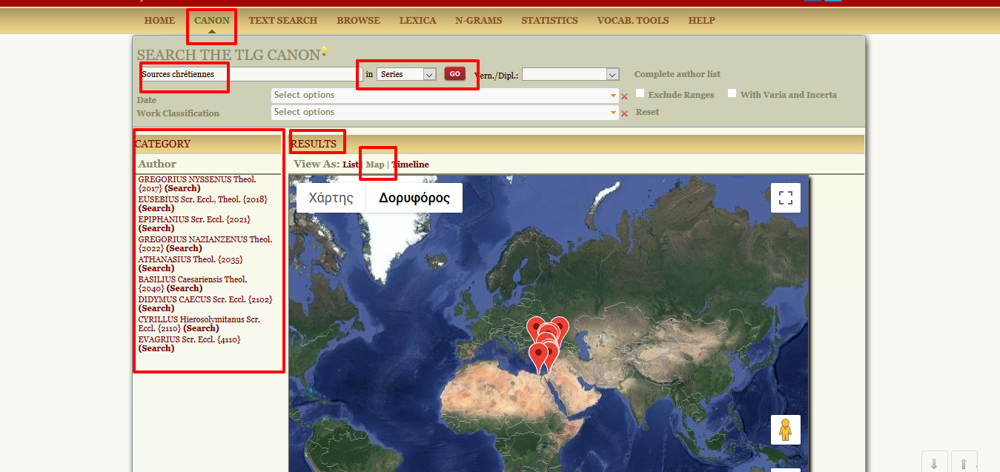 HOME CANON TEXT SEARCH BROWSE LEXICA N-GRAMS STATISTICS VOCAB. TOOLS HELP
SEARCH THE TLG CANON
Sources chrétiennes in Series GO Vern./Dipl.: Complete author list
Date Select options Exclude Ranges With Varia and Incerta
Work Classification Select options Reset
CATEGORY
Author
GREGORIUS NYSSENUS Theol.
{2017} (Search)
EUSEBIUS Scr. Eccl., Theol. {2018}
(Search)
EPIPHANIUS Scr. Eccl. {2021}
(Search)
GREGORIUS NAZIANZENUS Theol.
{2022} (Search)
ATHANASIUS Theol. {2035}
(Search)
BASILIUS Caesariensis Theol.
{2040} (Search)
DIDYMUS CAECUS Scr. Eccl. {2102}
(Search)
CYRILLUS Hierosolymitanus Scr.
Eccl. {2110} (Search)
EVAGRIUS Scr. Eccl. {4110}
(Search)
RESULTS
View As: List | Map | Timeline
Χάρτης Δορυφόρος